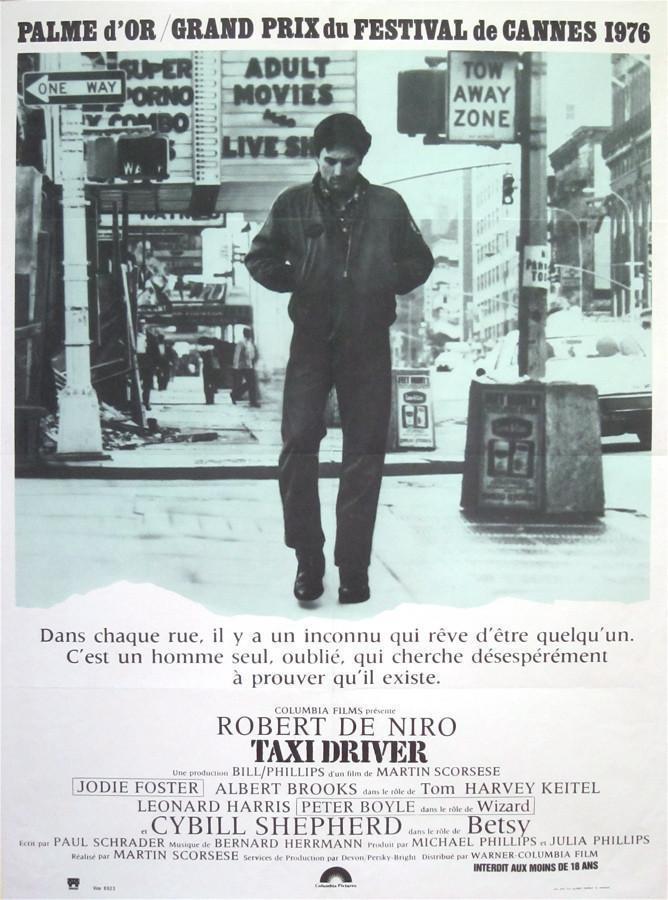 PALME d'OR/GRAND PRIX du FESTIVAL de CANNES 1976
ONE WAY
SUPER
PORNO
COMBO
ADULT
MOVIES
ALSO
LIVE SH
TOW
AWAY
ZONE
Dans chaque rue, il y a un inconnu qui rêve d'être quelqu'un.
C'est un homme seul, oublié, qui cherche désespérément
à prouver qu'il existe.
COLUMBIA FILMS présente
ROBERT DE NIRO
TAXI DRIVER
Une production BILL/PHILLIPS d'un film de MARTIN SCORSESE
JODIE FOSTER ALBERT BROOKS dans le rôle de Tom HARVEY KEITEL
LEONARD HARRIS PETER BOYLE dans le rôle de Wizard
et CYBILL SHEPHERD dans le rôle de Betsy
Ecrit par PAUL SCHRADER Musique de BERNARD HERRMANN Produit par MICHAEL PHILLIPS et JULIA PHILLIPS
Réalisé par MARTIN SCORSESE Services de Production par Devon/Persky-Bright Distribué par WARNER-COLUMBIA FILM
INTERDIT AUX MOINS DE 18 ANS
Columbia Pictures